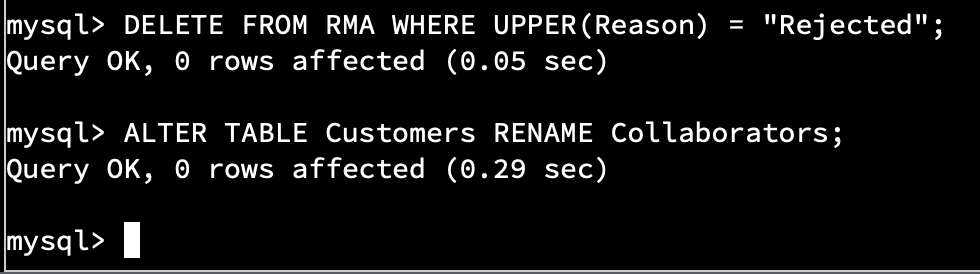 mysql> DELETE FROM RMA WHERE UPPER(Reason) = "Rejected";
Query OK, 0 rows affected (0.05 sec)
mysql> ALTER TABLE Customers RENAME Collaborators;
Query OK, 0 rows affected (0.29 sec)
mysql>